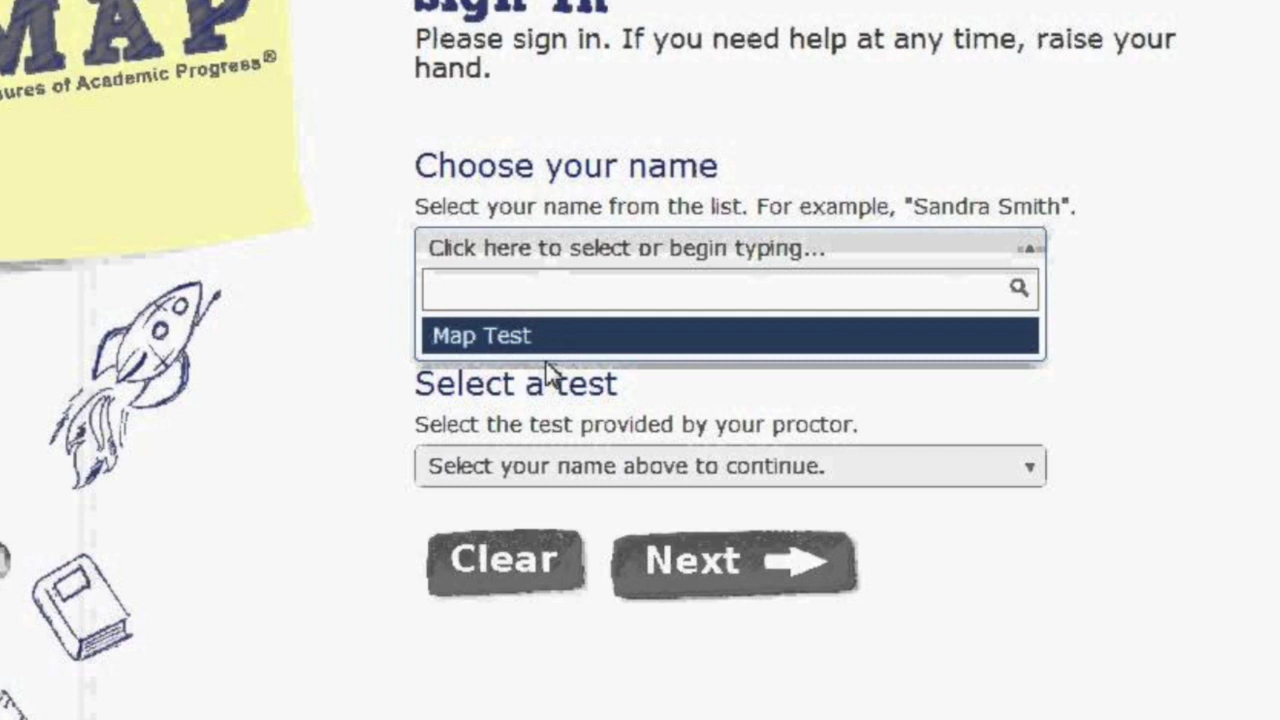 MAP
ures of Academic Progress®
Sign In
Please sign in. If you need help at any time, raise your
hand.
Choose your name
Select your name from the list. For example, "Sandra Smith".
Click here to select or begin typing...
Map Test
Select a test
Select the test provided by your proctor.
Select your name above to continue.
Clear
Next